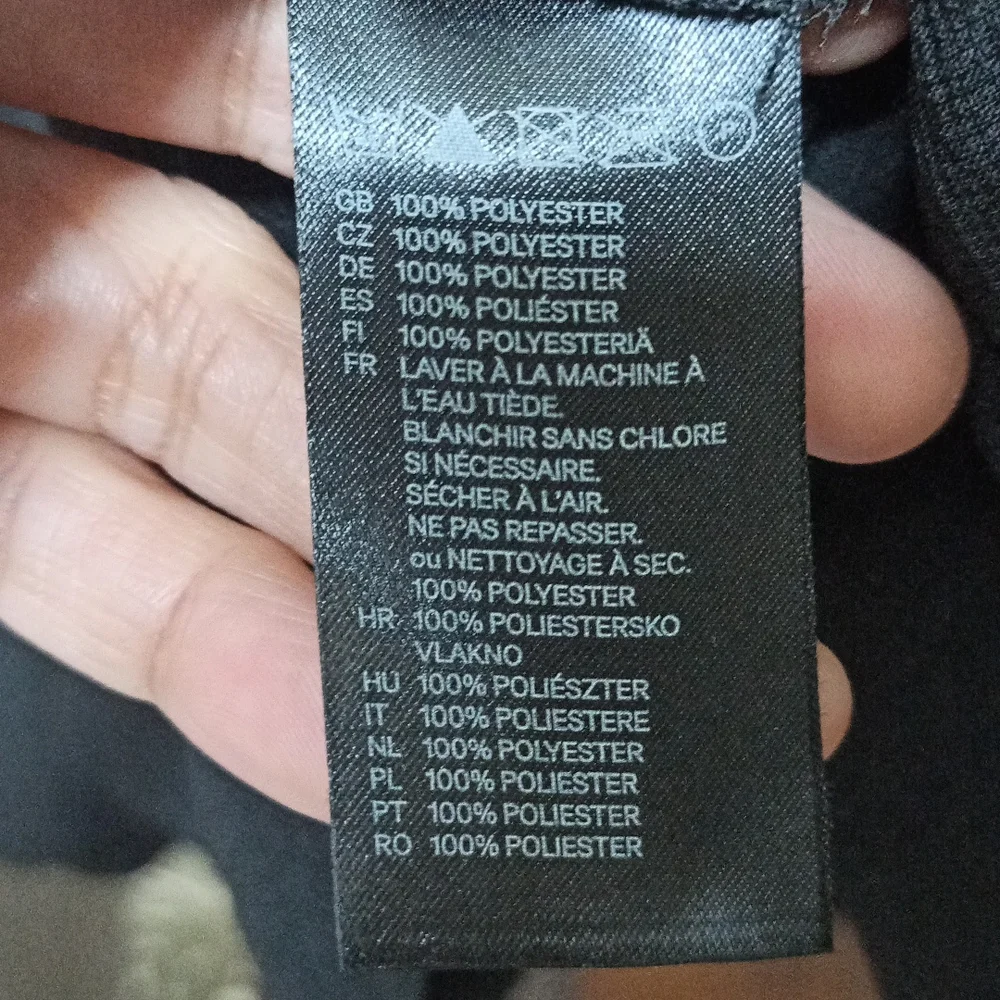 GB 100% POLYESTER
CZ 100% POLYESTER
DE 100% POLYESTER
ES 100% POLIÉSTER
FI 100% POLYESTERIÄ
FR LAVER À LA MACHINE À
L'EAU TIÈDE.
BLANCHIR SANS CHLORE
SI NÉCESSAIRE.
SÉCHER À L'AIR.
NE PAS REPASSER.
ou NETTOYAGE À SEC.
100% POLYESTER
HR 100% POLIESTERSKO
VLAKNO
HU 100% POLIÉSZTER
IT 100% POLIESTERE
NL 100% POLYESTER
PL 100% POLIESTER
PT 100% POLIESTER
RO 100% POLIESTER